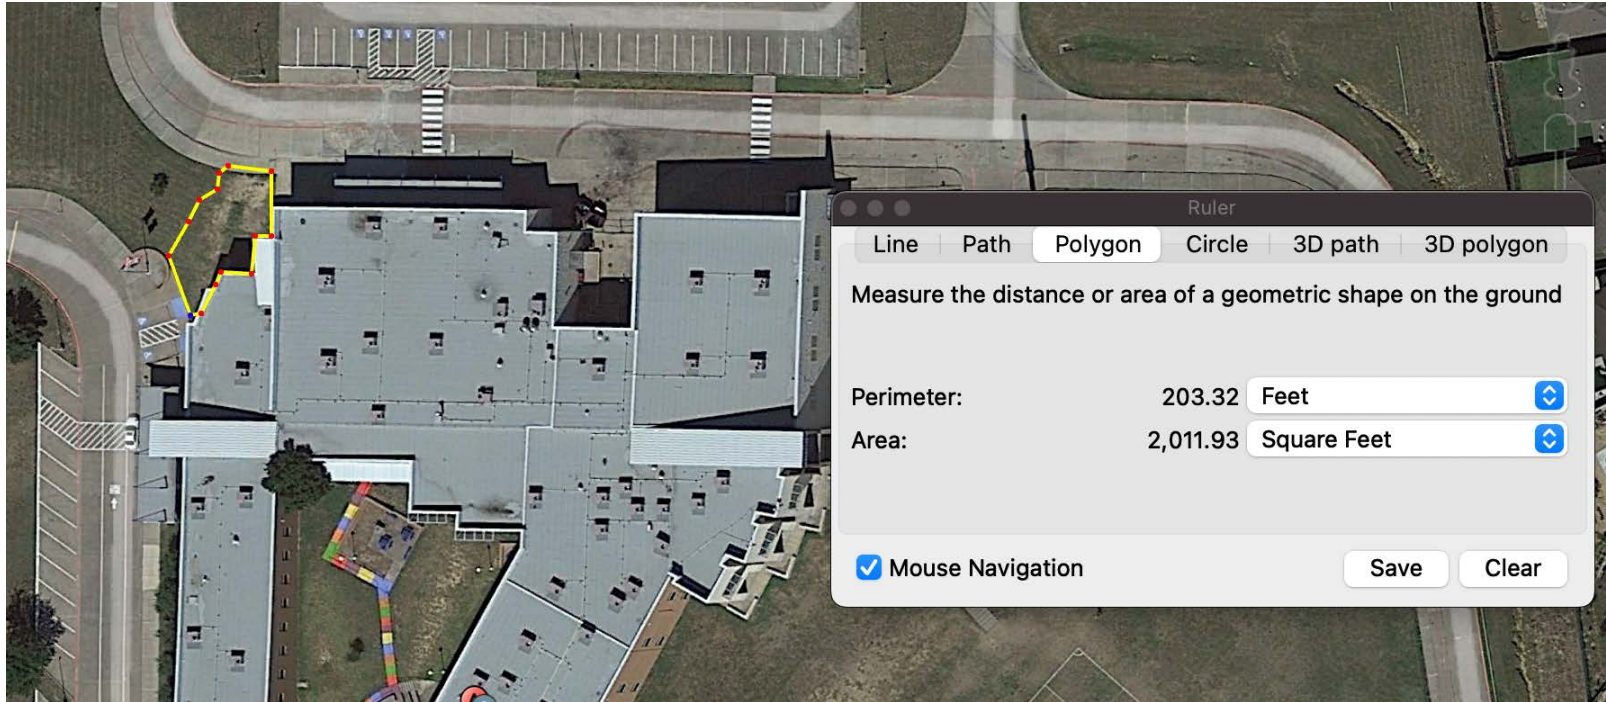 Ruler
Line Path Polygon Circle 3D path 3D polygon
Measure the distance or area of a geometric shape on the ground
Perimeter: 203.32 Feet
Area: 2,011.93 Square Feet
Mouse Navigation Save Clear